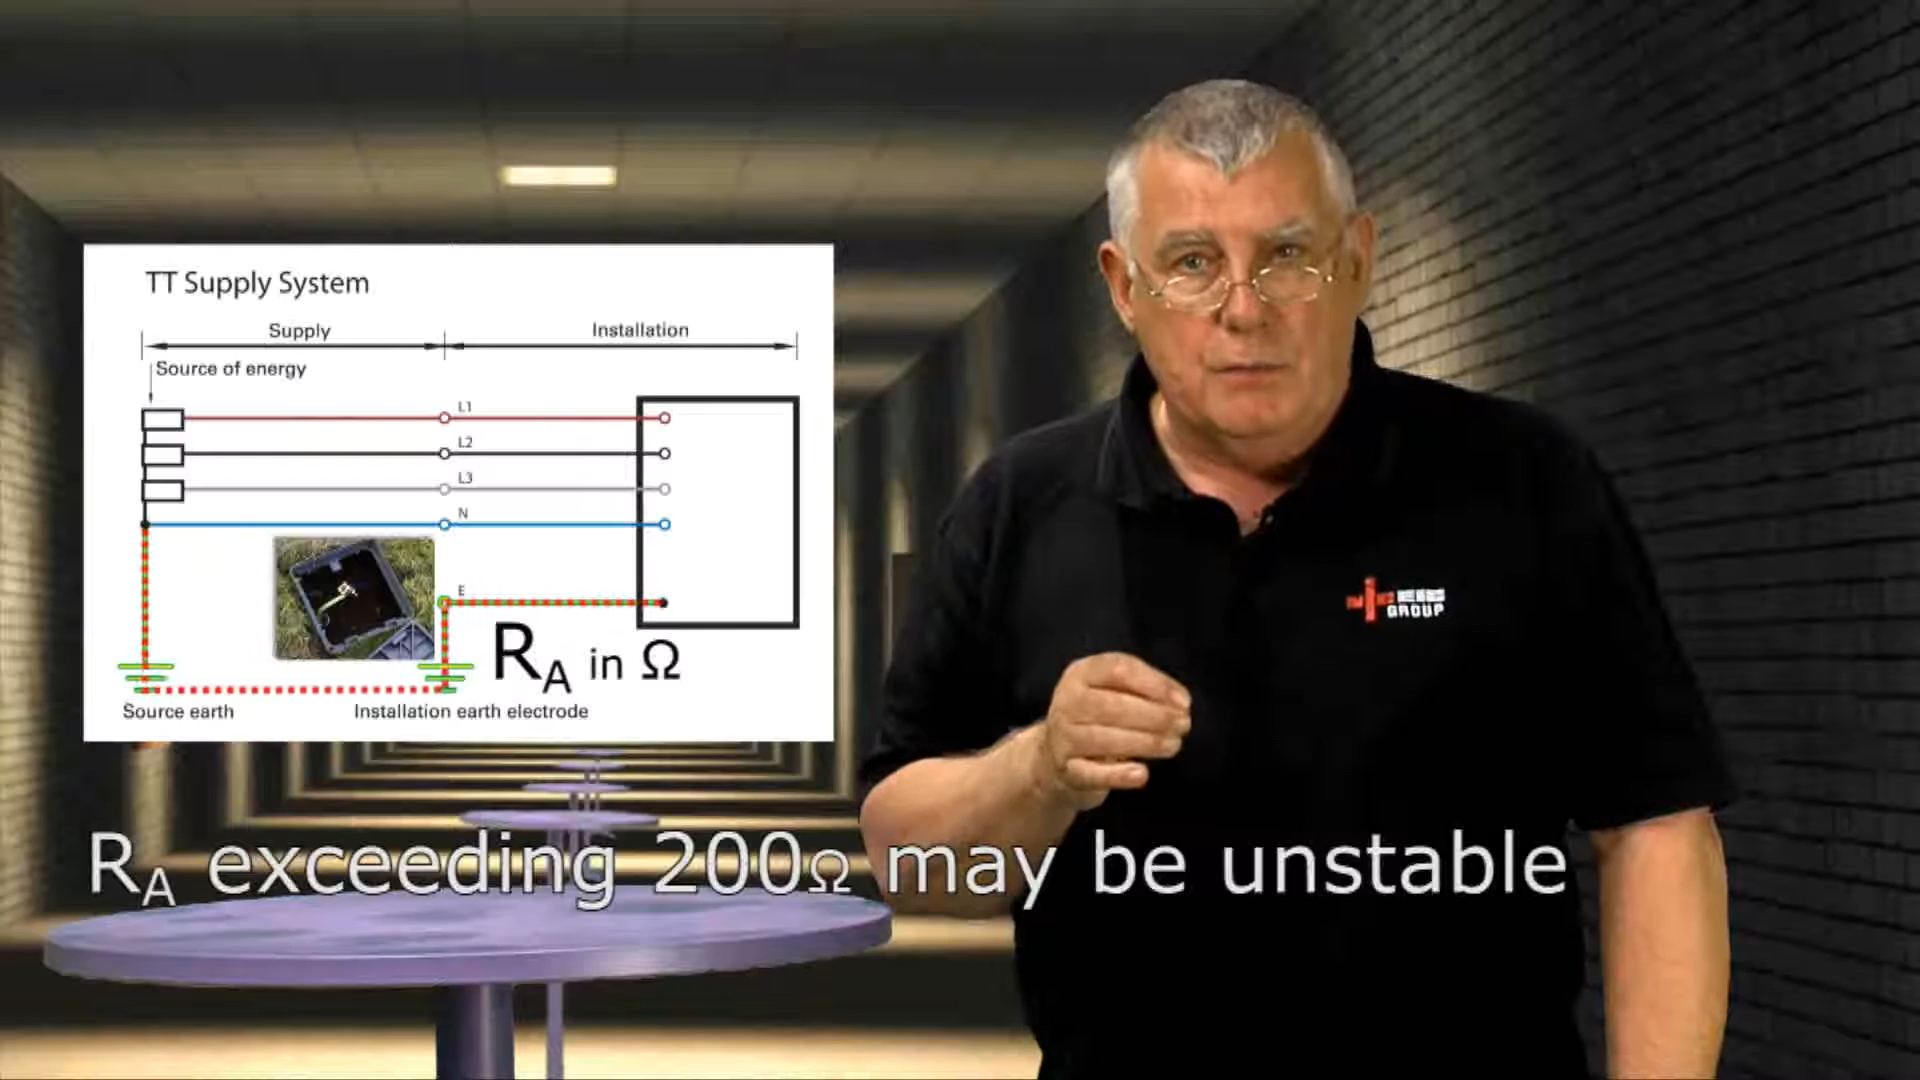 TT Supply System
Supply
Installation
Source of energy
L1
L2
L3
N
E
RA in Ω
Source earth
Installation earth electrode
GROUP
RA exceeding 200Ω may be unstable